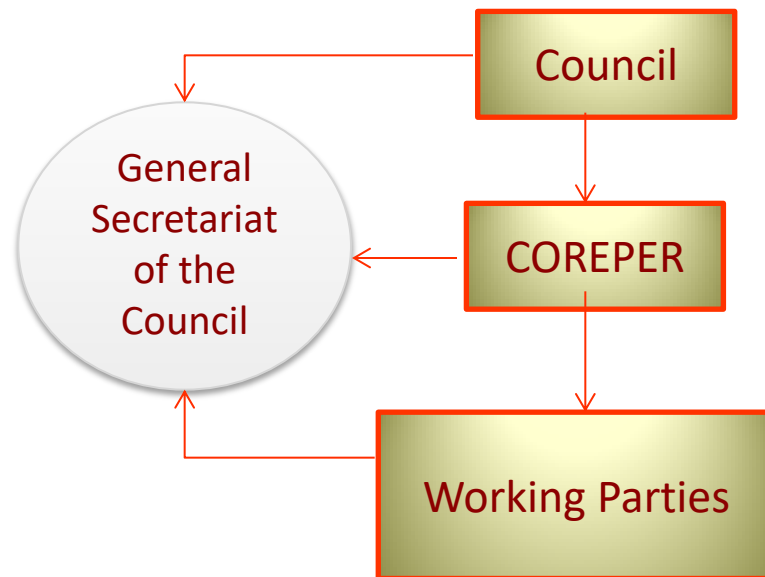 Council
General
Secretariat
of the
Council
COREPER
Working Parties